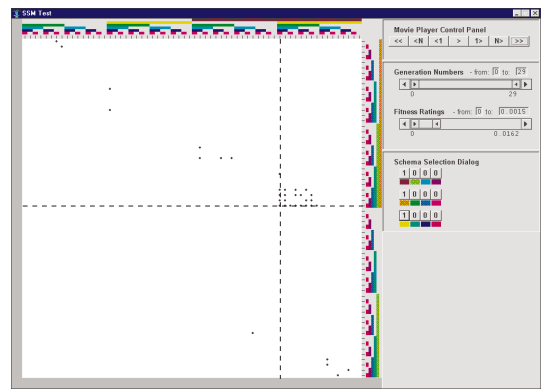 SSM Test
Movie Player Control Panel
<< <N <1 > 1> N> >>
Generation Numbers - from: 0 to: 29
0 29
Fitness Ratings - from: 0 to: 0.0015
0 0.0162
Schema Selection Dialog
1 0 0 0
1 0 0 0
1 0 0 0